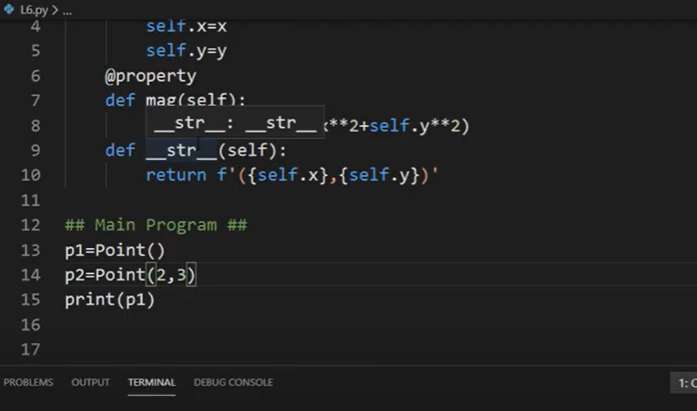 L6.py > ...
4 self.x=x
5 self.y=y
6 @property
7 def mag(self):
__str__: __str__
8 x**2+self.y**2)
9 def __str__(self):
10 return f'({self.x},{self.y})'
11
12 ## Main Program ##
13 p1=Point()
14 p2=Point(2,3)
15 print(p1)
16
17
PROBLEMS OUTPUT TERMINAL DEBUG CONSOLE 1: